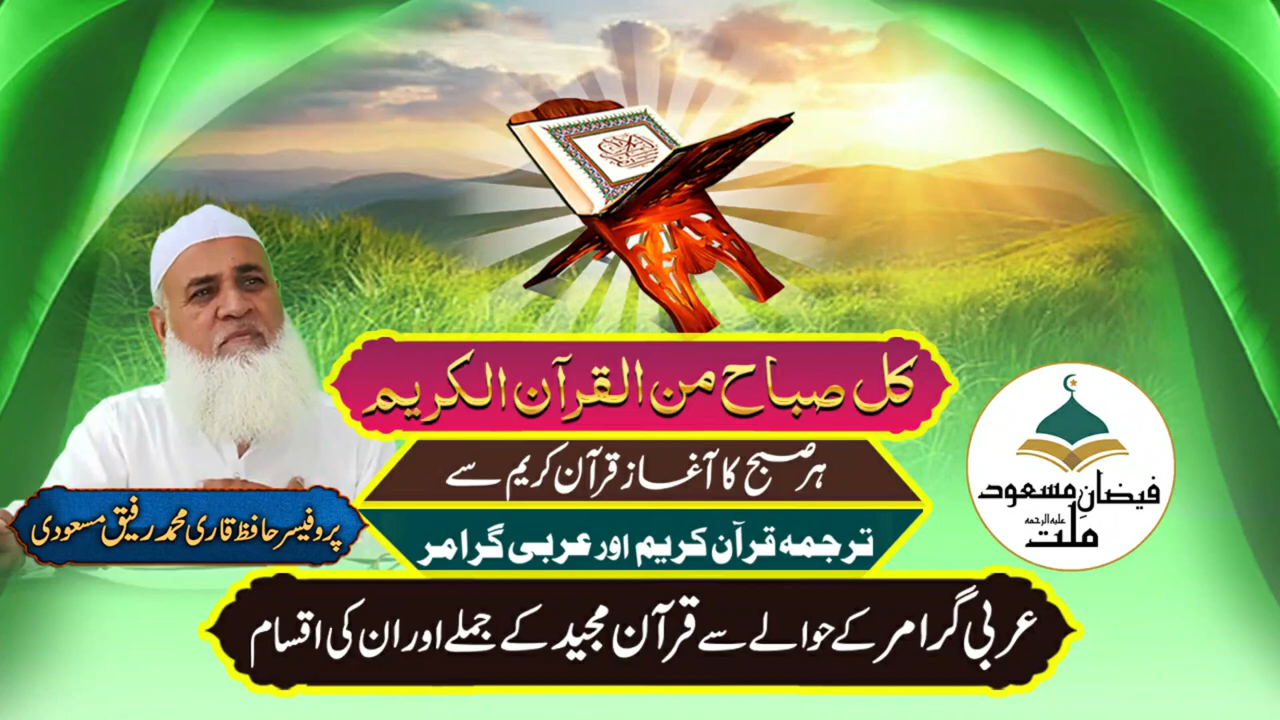 کل صباح من القرآن الکریم
ہر صبح کا آغاز قرآن کریم سے
ترجمہ قرآن کریم اور عربی گرامر
پروفیسر حافظ قاری محمد رفیق مسعودی
فیضانِ مسعود
علیہ الرحمہ
ملت
عربی گرامر کے حوالے سے قرآن مجید کے جملے اور ان کی اقسام